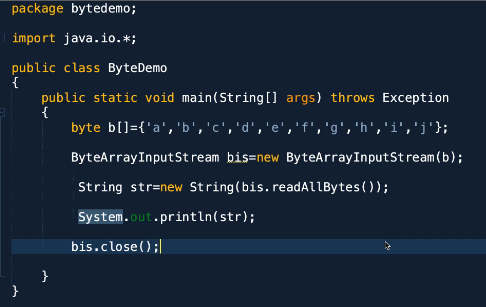 package bytedemo;
import java.io.*;
public class ByteDemo
{
public static void main(String[] args) throws Exception
{
byte b[]={'a','b','c','d','e','f','g','h','i','j'};
ByteArrayInputStream bis=new ByteArrayInputStream(b);
String str=new String(bis.readAllBytes());
System.out.println(str);
bis.close();
}
}